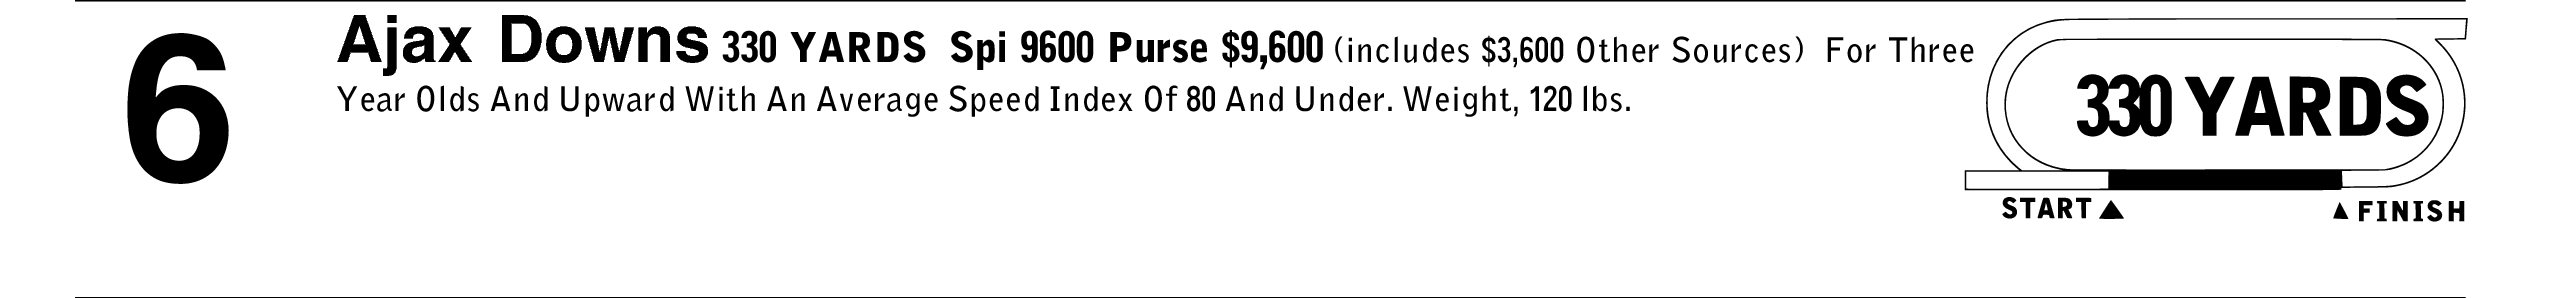 6
Ajax Downs 330 YARDS Spi 9600 Purse $9,600 (includes $3,600 Other Sources) For Three
Year Olds And Upward With An Average Speed Index Of 80 And Under. Weight, 120 lbs.
330 YARDS
START FINISH